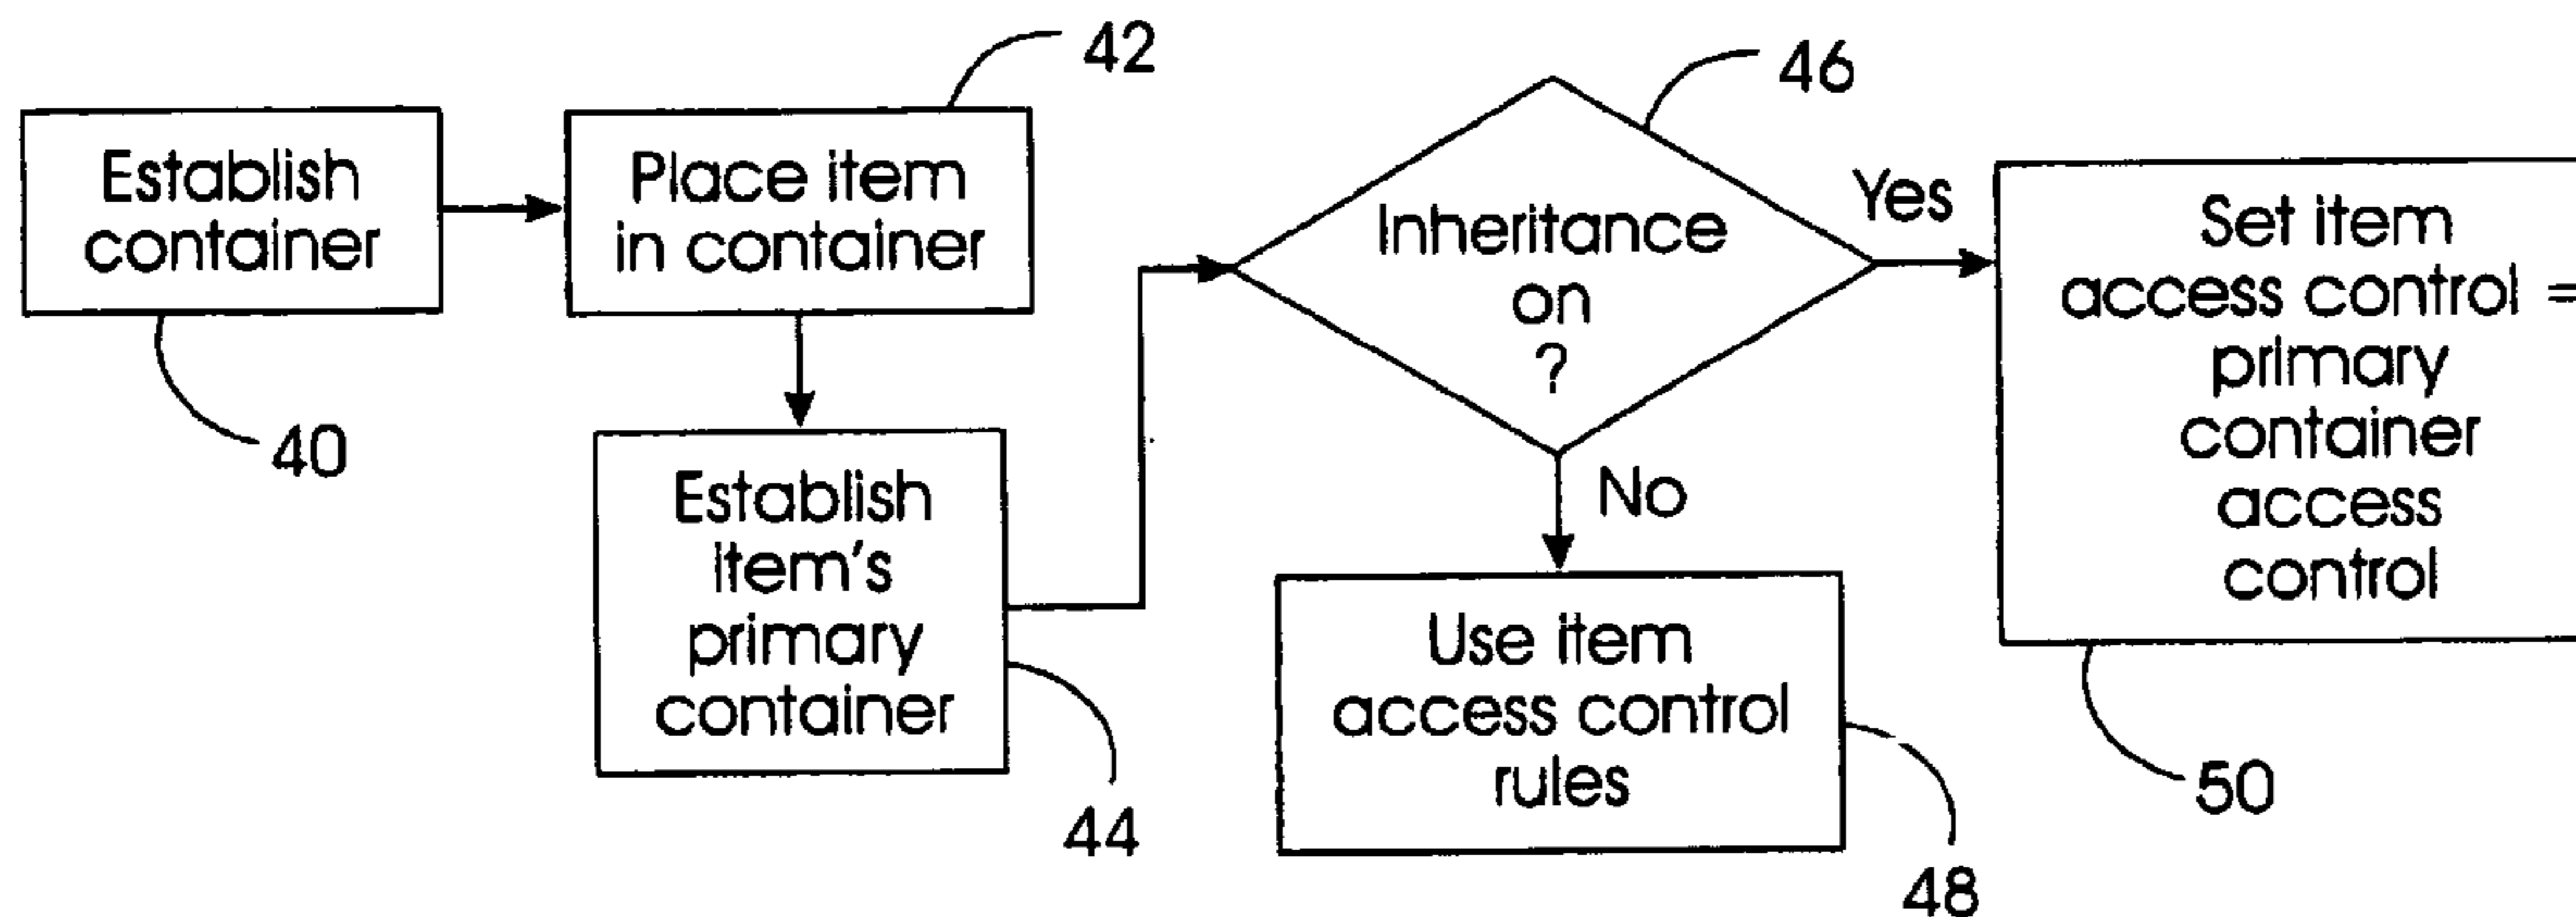 42
46
Establish
container
40
Place item
in container
Establish
item's
primary
container
44
Inheritance
on
?
Yes
No
Use item
access control
rules
48
Set item
access control =
primary
container
access
control
50